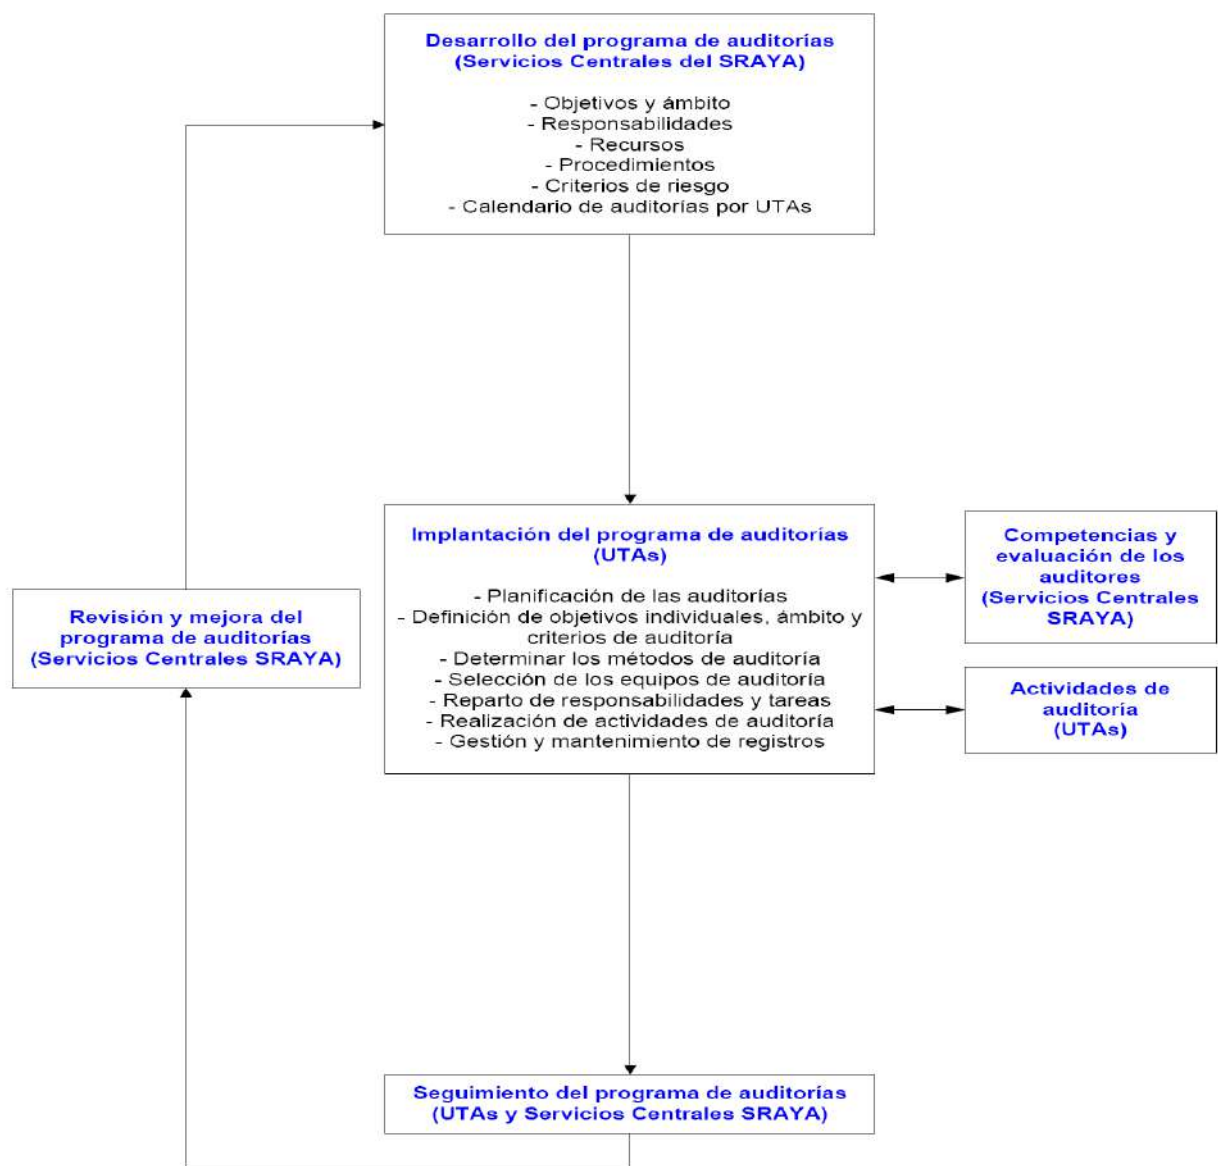 Desarrollo del programa de auditorías
(Servicios Centrales del SRAYA)
- Objetivos y ámbito
- Responsabilidades
- Recursos
- Procedimientos
- Criterios de riesgo
- Calendario de auditorías por UTAs
Implantación del programa de auditorías
(UTAs)
- Planificación de las auditorías
- Definición de objetivos individuales, ámbito y
criterios de auditoría
- Determinar los métodos de auditoría
- Selección de los equipos de auditoría
- Reparto de responsabilidades y tareas
- Realización de actividades de auditoría
- Gestión y mantenimiento de registros
Competencias y
evaluación de los
auditores
(Servicios Centrales
SRAYA)
Revisión y mejora del
programa de auditorías
(Servicios Centrales SRAYA)
Actividades de
auditoría
(UTAs)
Seguimiento del programa de auditorías
(UTAs y Servicios Centrales SRAYA)